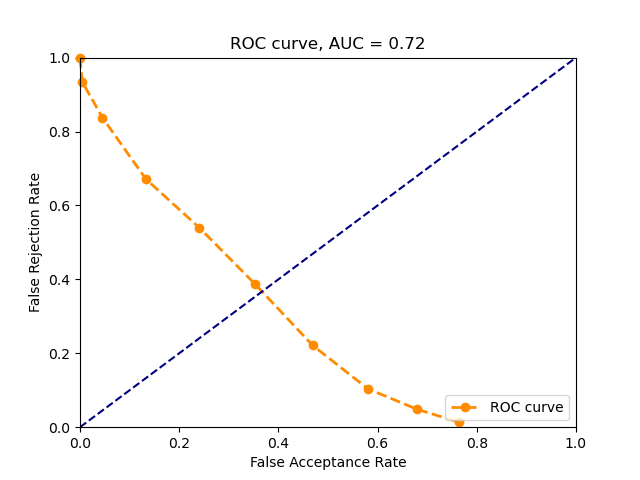 ROC curve, AUC = 0.72
1.0
0.8
0.6
0.4
0.2
0.0
False Rejection Rate
ROC curve
0.0 0.2 0.4 0.6 0.8 1.0
False Acceptance Rate